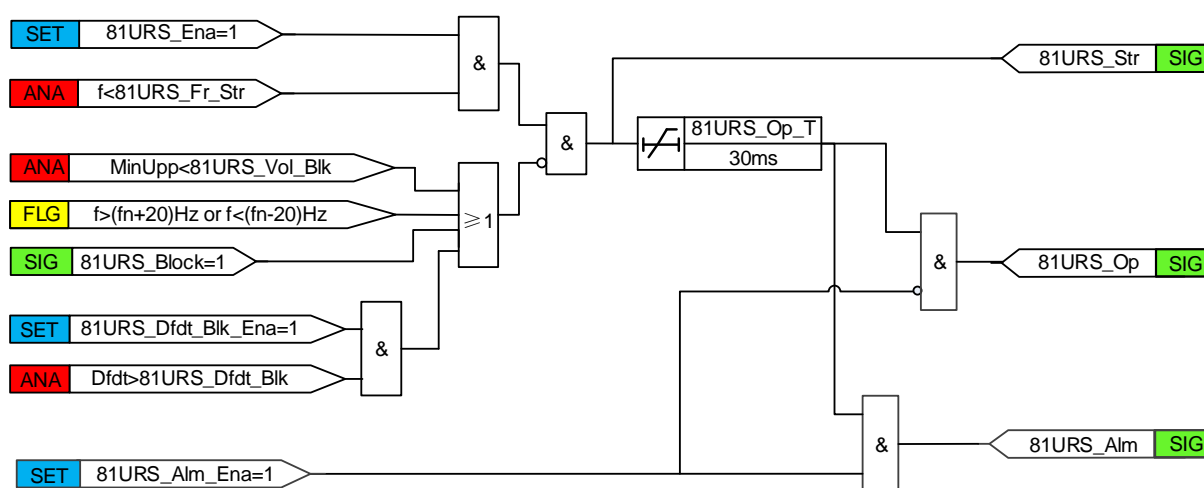 SET 81URS_Ena=1
ANA f<81URS_Fr_Str
&
&
81URS_Str SIG
81URS_Op_T
30ms
ANA MinUpp<81URS_Vol_Blk
FLG f>(fn+20)Hz or f<(fn-20)Hz
SIG 81URS_Block=1
≥1
&
81URS_Op SIG
SET 81URS_Dfdt_Blk_Ena=1
ANA Dfdt>81URS_Dfdt_Blk
&
SET 81URS_Alm_Ena=1
&
81URS_Alm SIG